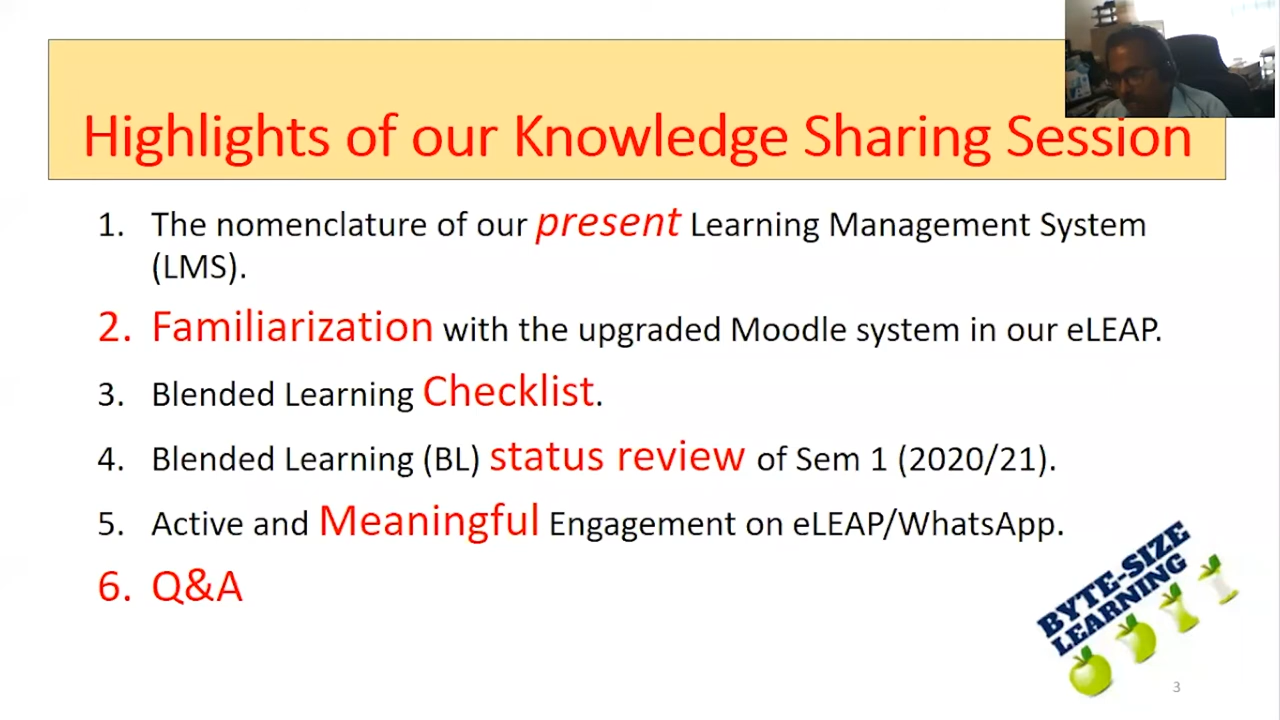 Highlights of our Knowledge Sharing Session
1. The nomenclature of our present Learning Management System
(LMS).
2. Familiarization with the upgraded Moodle system in our eLEAP.
3. Blended Learning Checklist.
4. Blended Learning (BL) status review of Sem 1 (2020/21).
5. Active and Meaningful Engagement on eLEAP/WhatsApp.
6. Q&A
BYTE-SIZE
LEARNING
3